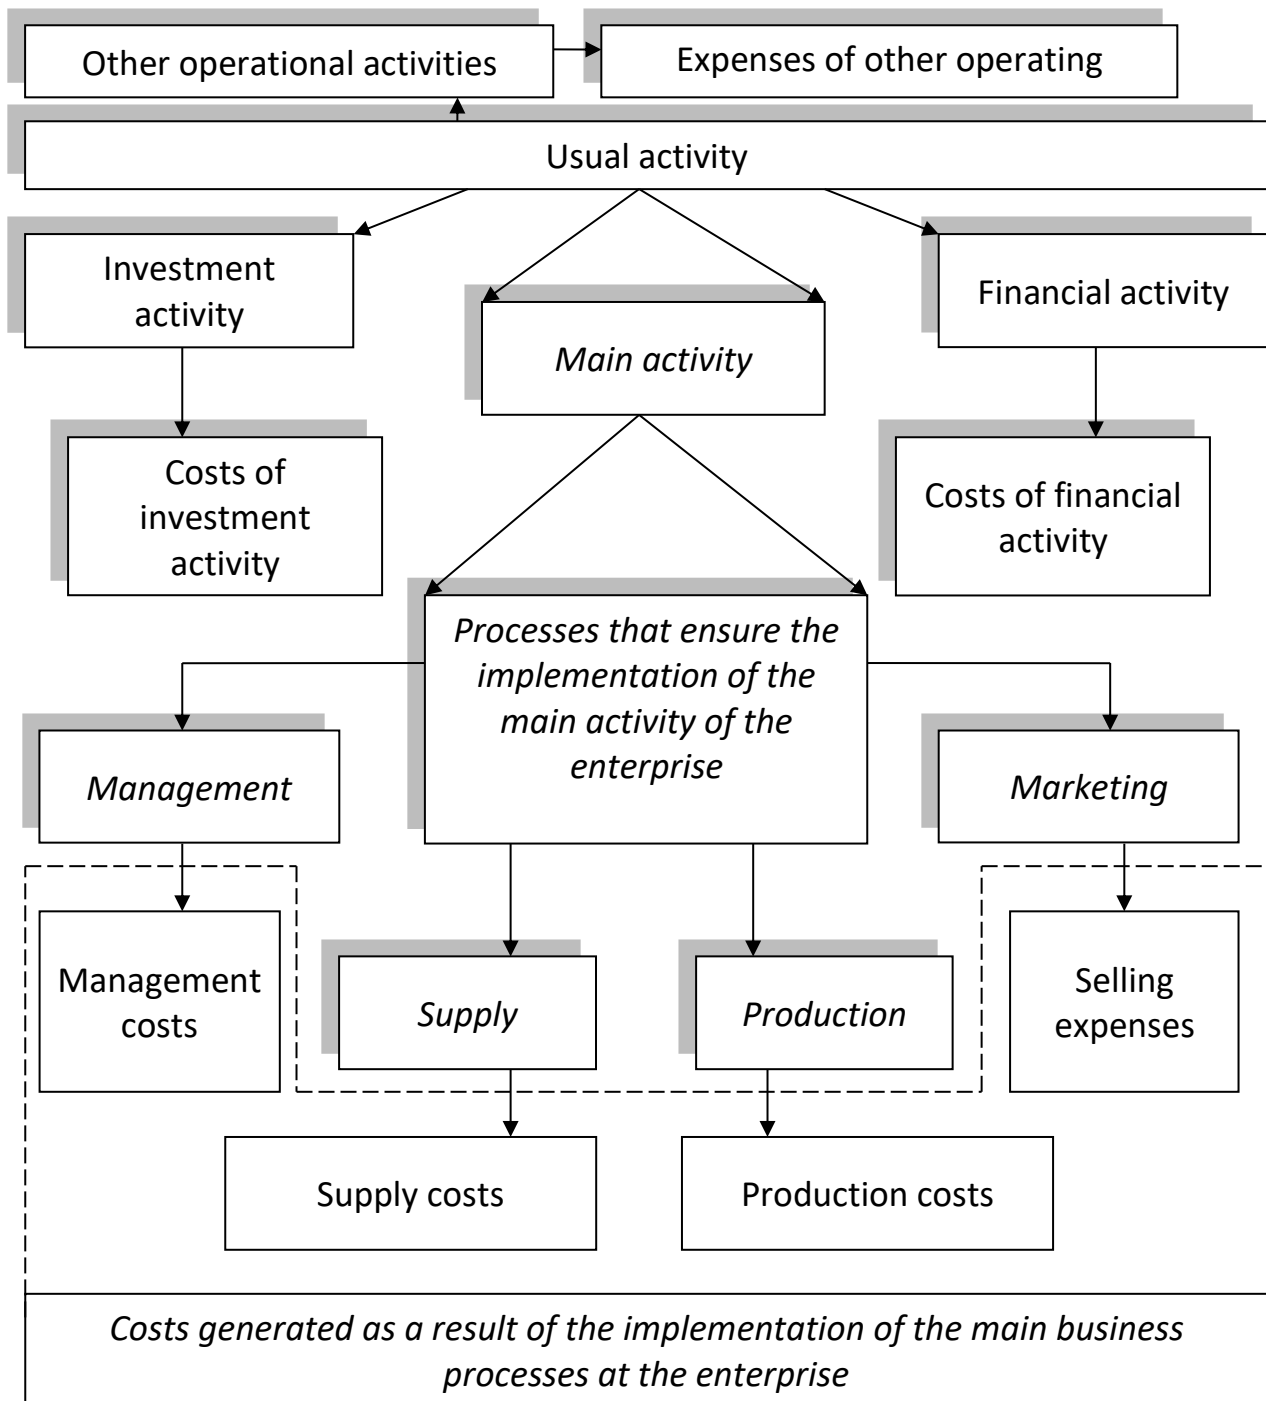 Other operational activities
Expenses of other operating
Usual activity
Investment
activity
Main activity
Financial activity
Costs of
investment
activity
Costs of financial
activity
Processes that ensure the
implementation of the
main activity of the
enterprise
Management
Marketing
Management
costs
Supply
Production
Selling
expenses
Supply costs
Production costs
Costs generated as a result of the implementation of the main business
processes at the enterprise